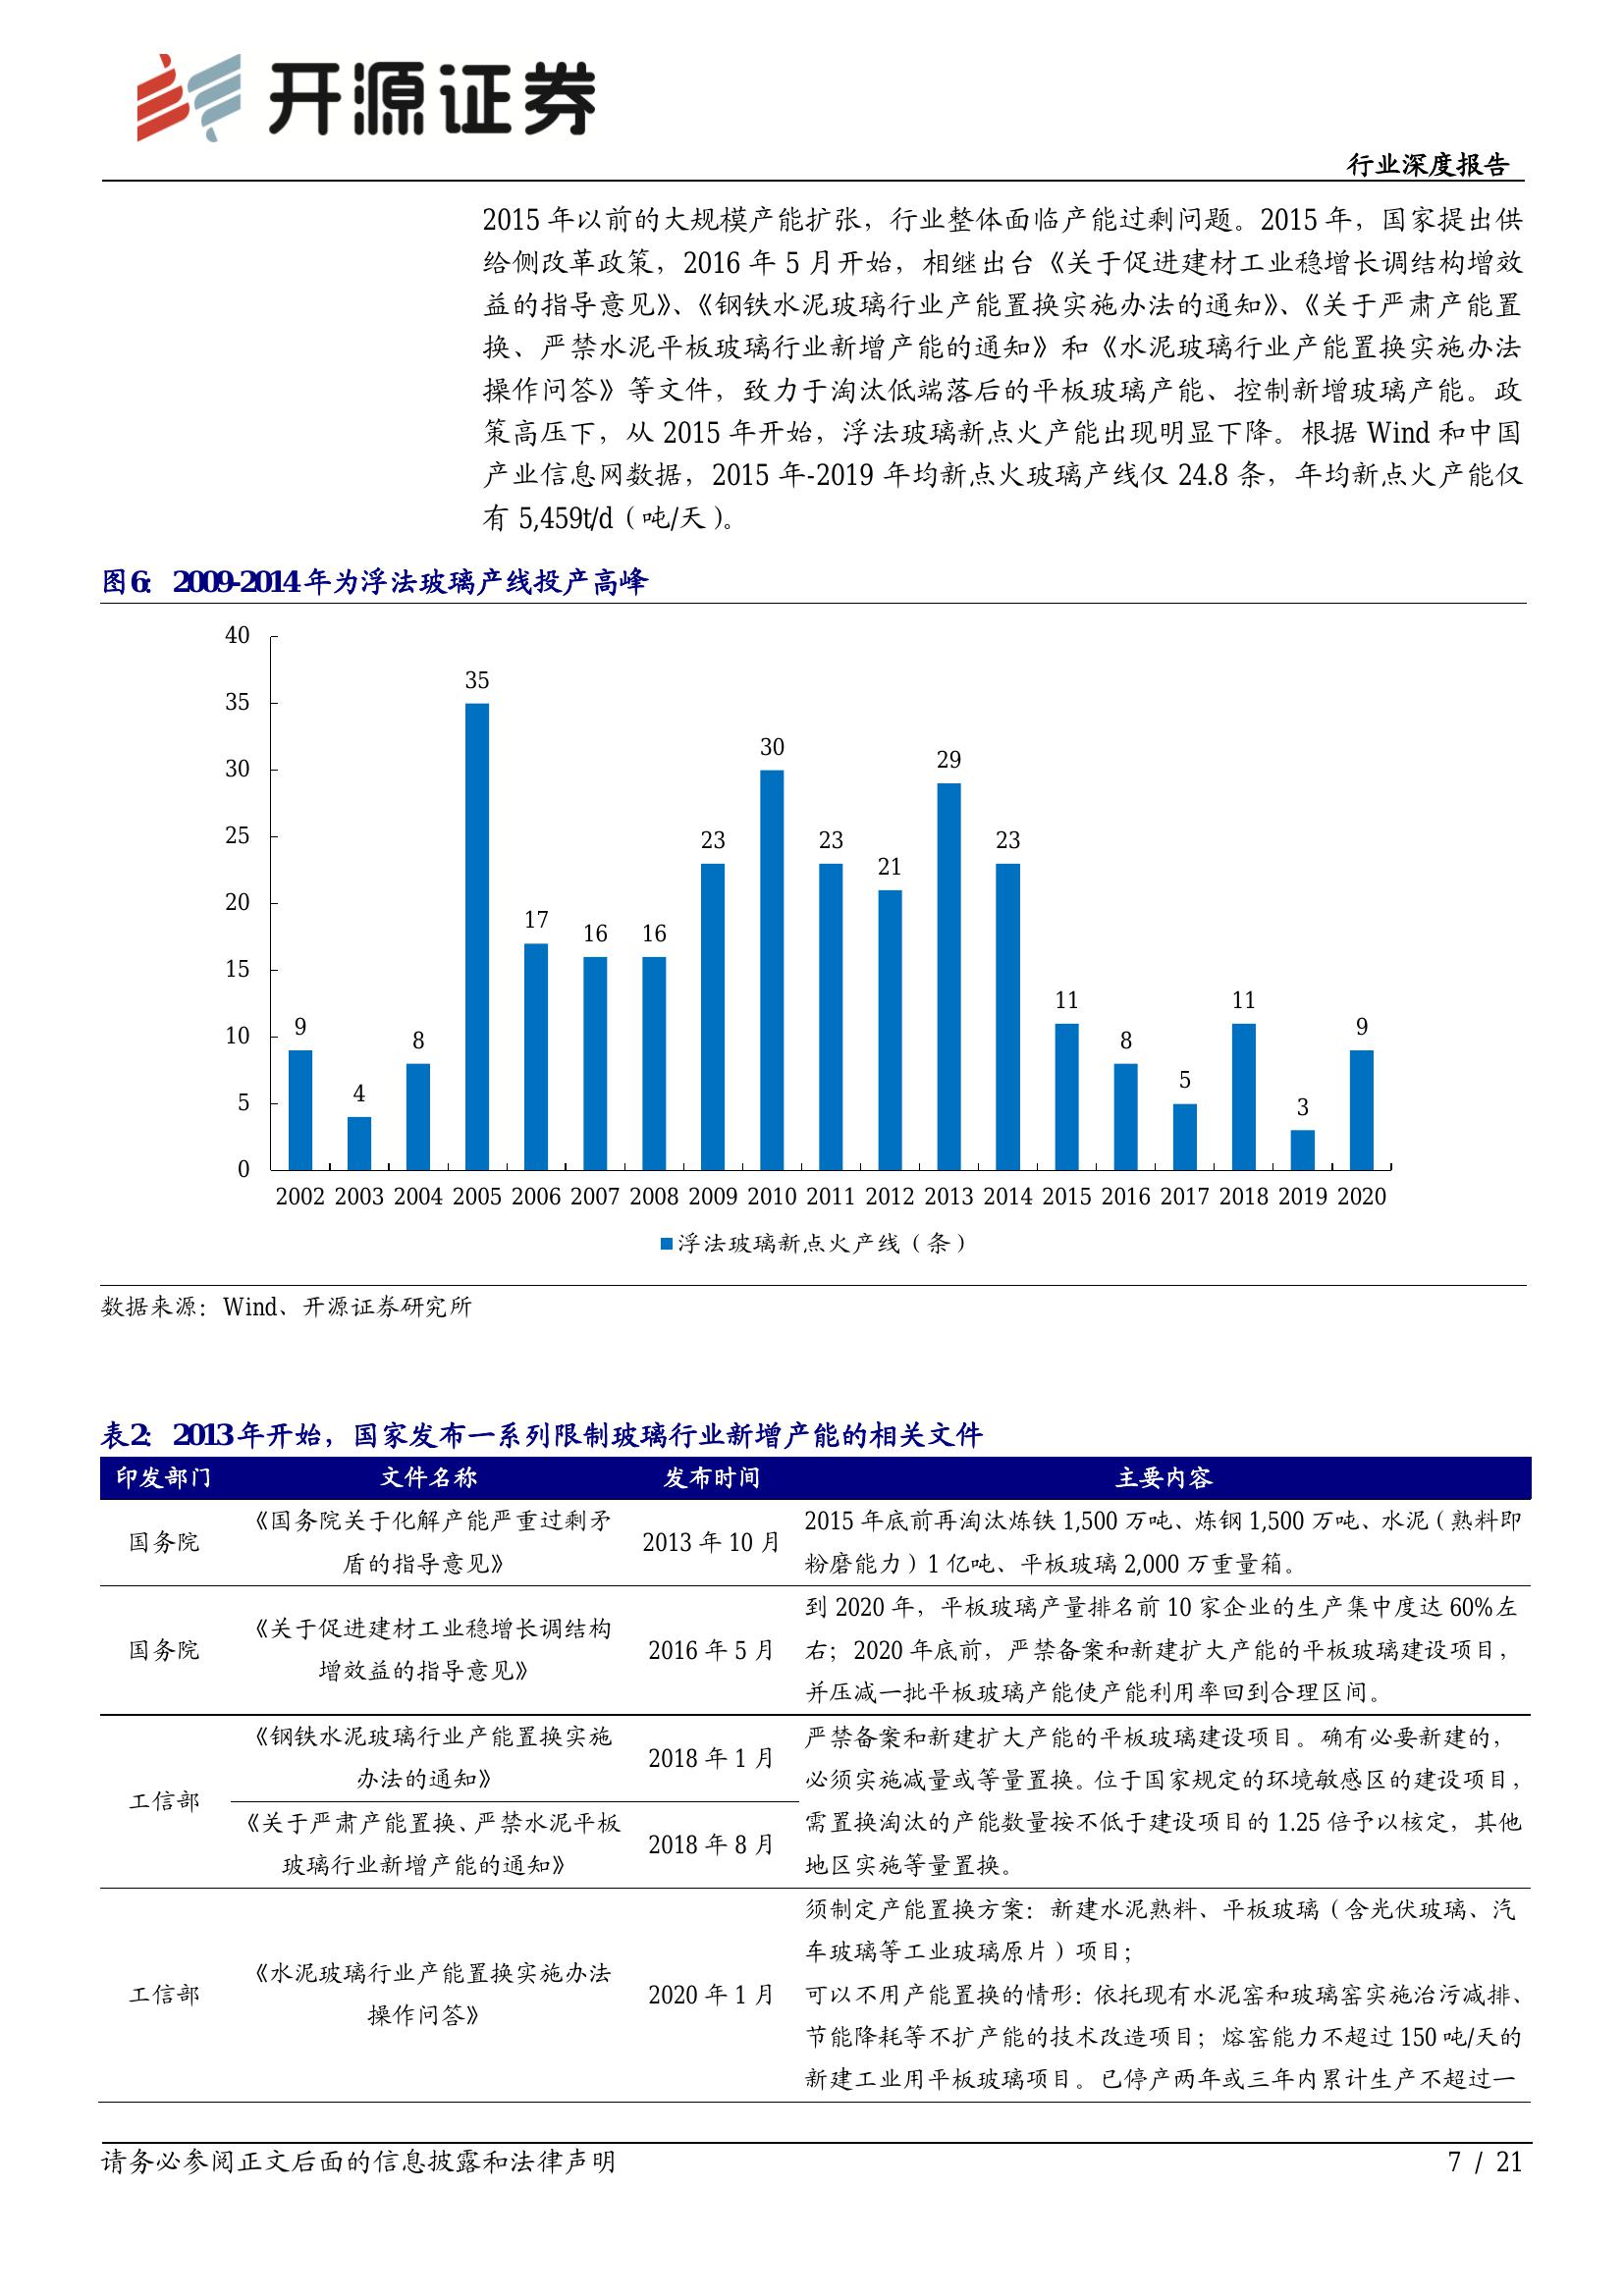 开源证券
行业深度报告
2015 年以前的大规模产能扩张，行业整体面临产能过剩问题。2015 年，国家提出供
给侧改革政策，2016 年 5 月开始，相继出台《关于促进建材工业稳增长调结构增效
益的指导意见》、《钢铁水泥玻璃行业产能置换实施办法的通知》、《关于严肃产能置
换、严禁水泥平板玻璃行业新增产能的通知》和《水泥玻璃行业产能置换实施办法
操作问答》等文件，致力于淘汰低端落后的平板玻璃产能、控制新增玻璃产能。政
策高压下，从 2015 年开始，浮法玻璃新点火产能出现明显下降。根据 Wind 和中国
产业信息网数据，2015 年-2019 年均新点火玻璃产线仅 24.8 条，年均新点火产能仅
有 5,459t/d（吨/天）。
图6： 2009-2014年为浮法玻璃产线投产高峰
40
35
30
25
20
15
10
5
0
9
4
8
35
17
16
16
23
30
23
21
29
23
11
8
5
11
3
9
2002 2003 2004 2005 2006 2007 2008 2009 2010 2011 2012 2013 2014 2015 2016 2017 2018 2019 2020
浮法玻璃新点火产线（条）
数据来源：Wind、开源证券研究所
表2： 2013年开始，国家发布一系列限制玻璃行业新增产能的相关文件
印发部门 文件名称 发布时间 主要内容
国务院
《国务院关于化解产能严重过剩矛
盾的指导意见》
2013 年 10 月
2015 年底前再淘汰炼铁 1,500 万吨、炼钢 1,500 万吨、水泥（熟料即
粉磨能力）1 亿吨、平板玻璃 2,000 万重量箱。
国务院
《关于促进建材工业稳增长调结构
增效益的指导意见》
2016 年 5 月
到 2020 年，平板玻璃产量排名前 10 家企业的生产集中度达 60%左
右；2020 年底前，严禁备案和新建扩大产能的平板玻璃建设项目，
并压减一批平板玻璃产能使产能利用率回到合理区间。
工信部
《钢铁水泥玻璃行业产能置换实施
办法的通知》
2018 年 1 月
《关于严肃产能置换、严禁水泥平板
玻璃行业新增产能的通知》
2018 年 8 月
严禁备案和新建扩大产能的平板玻璃建设项目。确有必要新建的，
必须实施减量或等量置换。位于国家规定的环境敏感区的建设项目，
需置换淘汰的产能数量按不低于建设项目的 1.25 倍予以核定，其他
地区实施等量置换。
工信部
《水泥玻璃行业产能置换实施办法
操作问答》
2020 年 1 月
须制定产能置换方案：新建水泥熟料、平板玻璃（含光伏玻璃、汽
车玻璃等工业玻璃原片）项目；
可以不用产能置换的情形：依托现有水泥窑和玻璃窑实施治污减排、
节能降耗等不扩产能的技术改造项目；熔窑能力不超过 150 吨/天的
新建工业用平板玻璃项目。已停产两年或三年内累计生产不超过一
请务必参阅正文后面的信息披露和法律声明
7 / 21